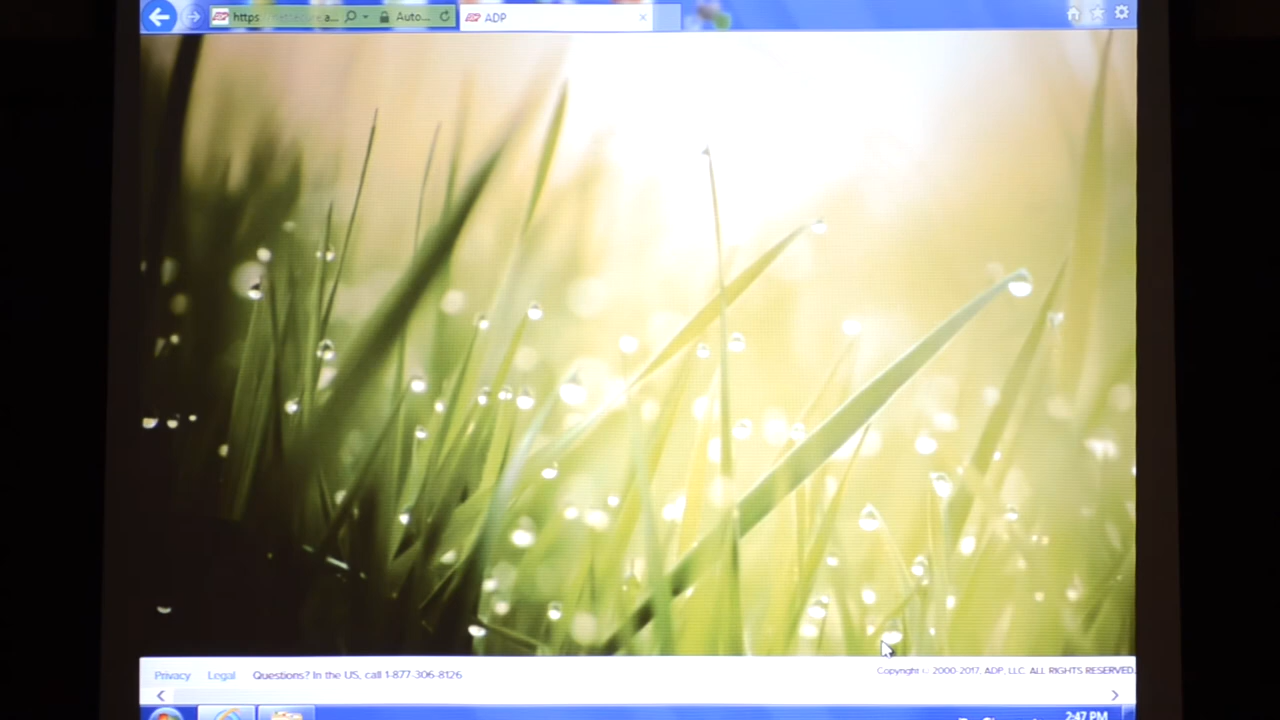 https
Auto...
ADP
Privacy Legal Questions? In the US, call 1-877-306-8126
Copyright © 2000-2017, ADP, LLC. ALL RIGHTS RESERVED.
2:47 PM